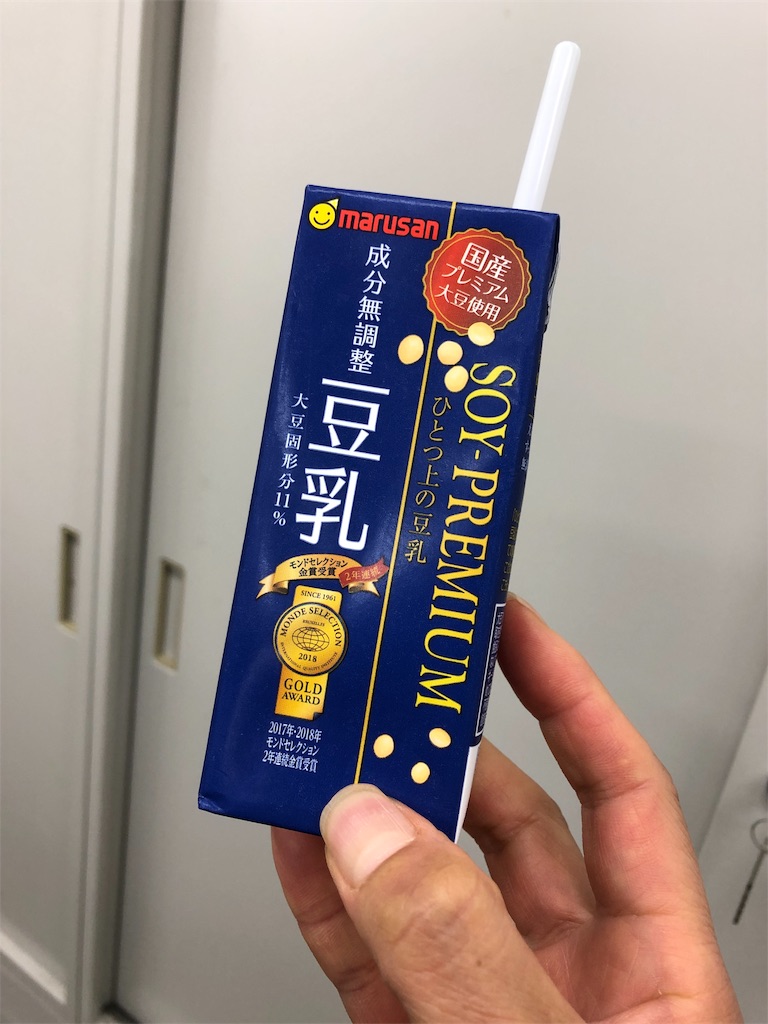 marusan
国産
プレミアム
大豆使用
SOY-PREMIUM
ひとつ上の豆乳
成分無調整
豆乳
大豆固形分11%
モンドセレクション
金賞受賞
2年連続
SINCE 1961
MONDE SELECTION
BRUXELLES
2018
INTERNATIONAL QUALITY INSTITUTE
GOLD
AWARD
2017年・2018年
モンドセレクション
2年連続金賞受賞